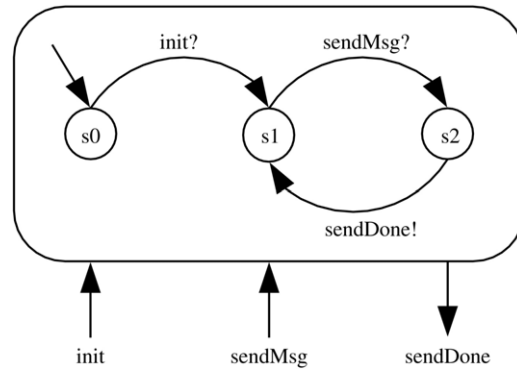 init?
sendMsg?
s0
s1
s2
sendDone!
init
sendMsg
sendDone